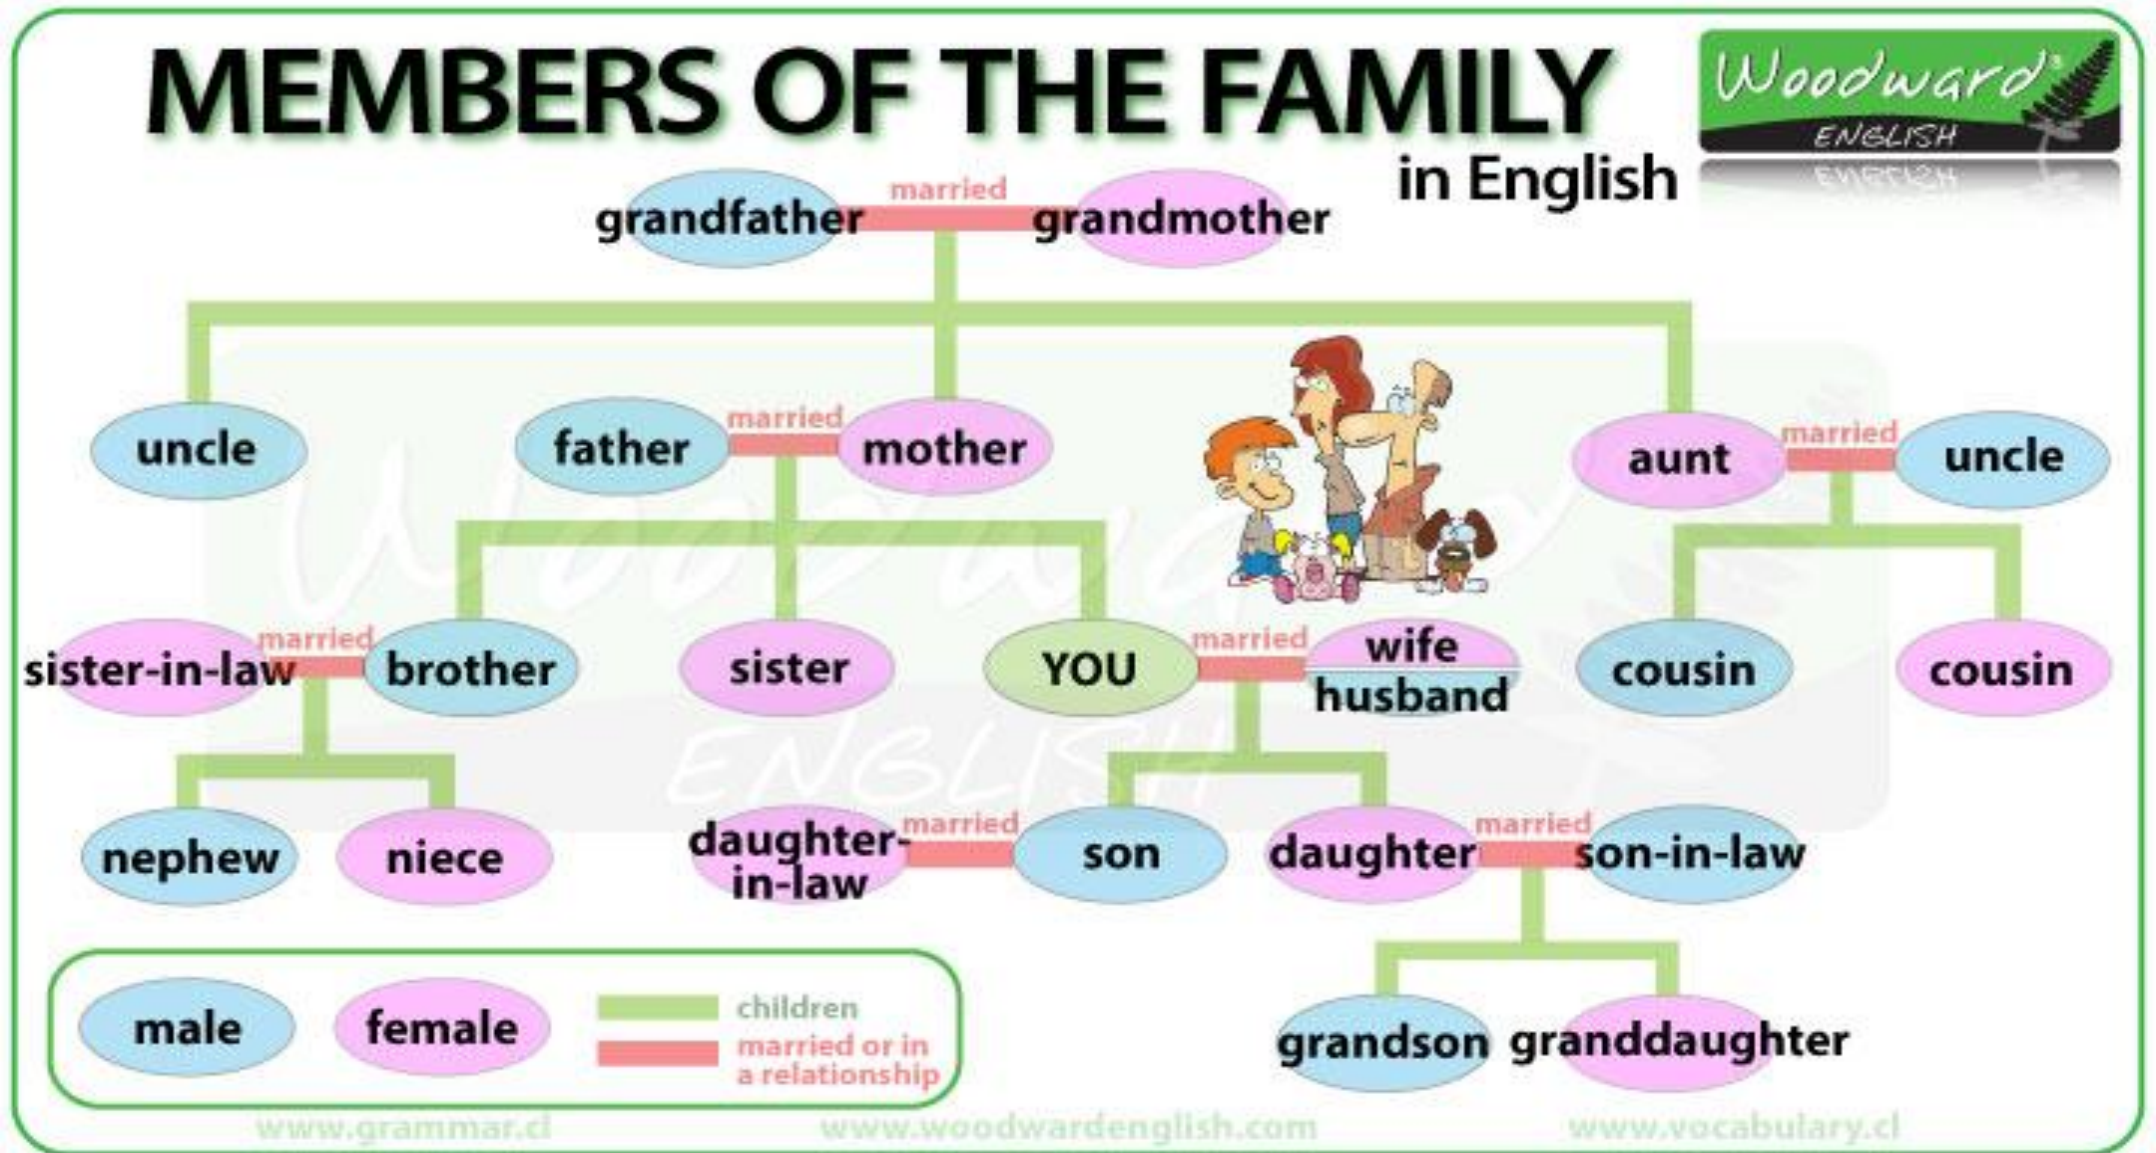 MEMBERS OF THE FAMILY
in English
Woodward®
ENGLISH
married
grandfather grandmother
married
father mother
uncle
married
aunt uncle
married
sister-in-law brother
sister
married
YOU wife
husband
cousin cousin
nephew niece
married
daughter-
in-law
son
married
daughter son-in-law
grandson granddaughter
male female
children
married or in
a relationship
Woodward
ENGLISH
www.grammar.cl www.woodwardenglish.com www.vocabulary.cl